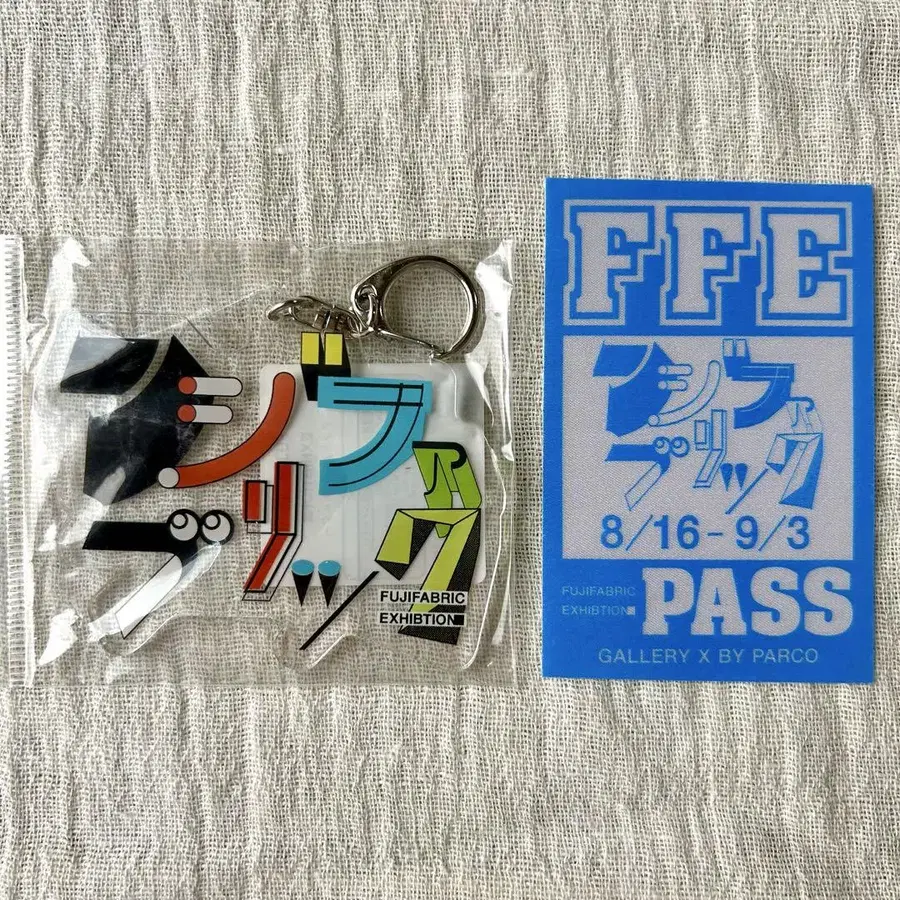 フジファ
ブリック
FUJIFABRIC
EXHIBTION
FFE
フジファ
ブリック
8/16-9/3
FUJIFABRIC
EXHIBTION
PASS
GALLERY X BY PARCO